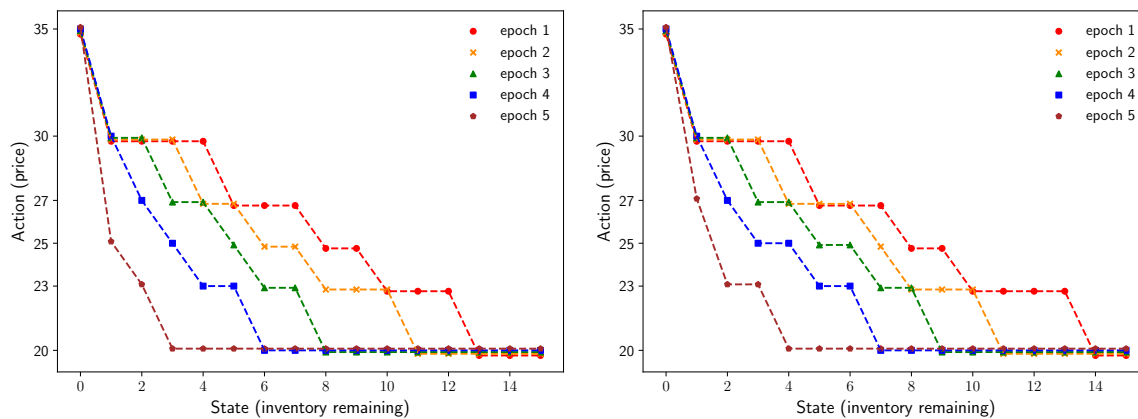 35
30
27
25
23
20
Action (price)
0 2 4 6 8 10 12 14
State (inventory remaining)
epoch 1
epoch 2
epoch 3
epoch 4
epoch 5
35
30
27
25
23
20
Action (price)
0 2 4 6 8 10 12 14
State (inventory remaining)
epoch 1
epoch 2
epoch 3
epoch 4
epoch 5